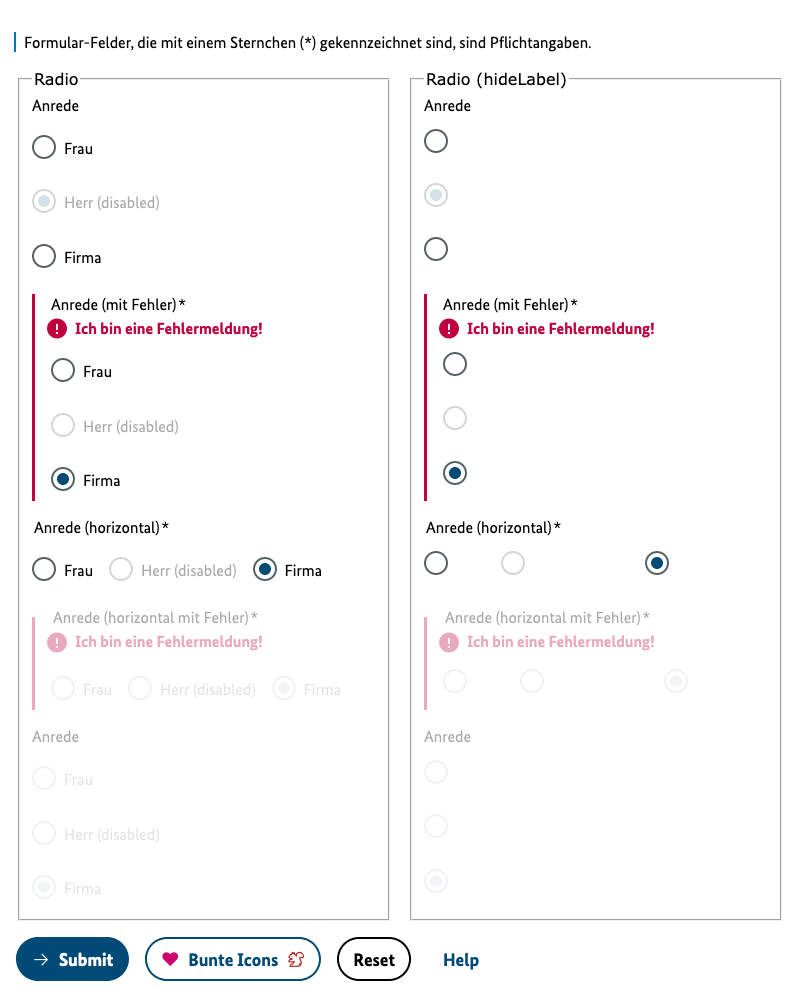 Formular-Felder, die mit einem Sternchen (*) gekennzeichnet sind, sind Pflichtangaben.
Radio
Anrede
Frau
Herr (disabled)
Firma
Anrede (mit Fehler)*
Ich bin eine Fehlermeldung!
Frau
Herr (disabled)
Firma
Anrede (horizontal)*
Frau Herr (disabled) Firma
Anrede (horizontal mit Fehler)*
Ich bin eine Fehlermeldung!
Frau Herr (disabled) Firma
Anrede
Frau
Herr (disabled)
Firma
Radio (hideLabel)
Anrede
Anrede (mit Fehler)*
Ich bin eine Fehlermeldung!
Anrede (horizontal)*
Anrede (horizontal mit Fehler)*
Ich bin eine Fehlermeldung!
Anrede
Submit Bunte Icons Reset Help